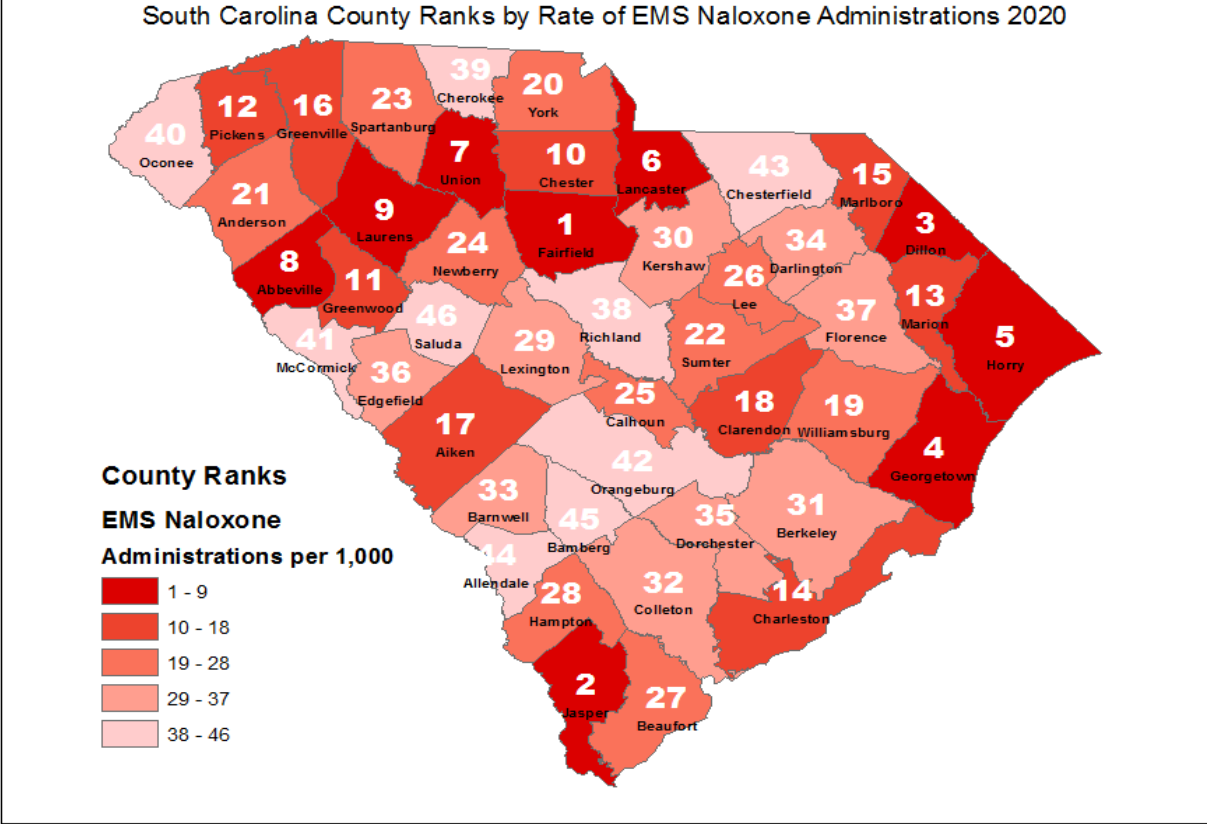 South Carolina County Ranks by Rate of EMS Naloxone Administrations 2020
39
Cherokee
20
York
12
Pickens
16
Greenville
23
Spartanburg
40
Oconee
7
Union
10
Chester
6
Lancaster
43
Chesterfield
15
Marlboro
21
Anderson
9
Laurens
1
Fairfield
3
Dillon
24
Newberry
30
Kershaw
34
Darlington
8
Abbeville
11
Greenwood
26
Lee
13
Marion
46
Saluda
38
Richland
37
Florence
5
Horry
41
McCormick
29
Lexington
22
Sumter
36
Edgefield
25
Calhoun
18
Clarendon
19
Williamsburg
17
Aiken
4
Georgetown
42
Orangeburg
33
Barnwell
45
Bamberg
35
Dorchester
31
Berkeley
44
Allendale
28
Hampton
32
Colleton
14
Charleston
2
Jasper
27
Beaufort
County Ranks
EMS Naloxone
Administrations per 1,000
1 - 9
10 - 18
19 - 28
29 - 37
38 - 46